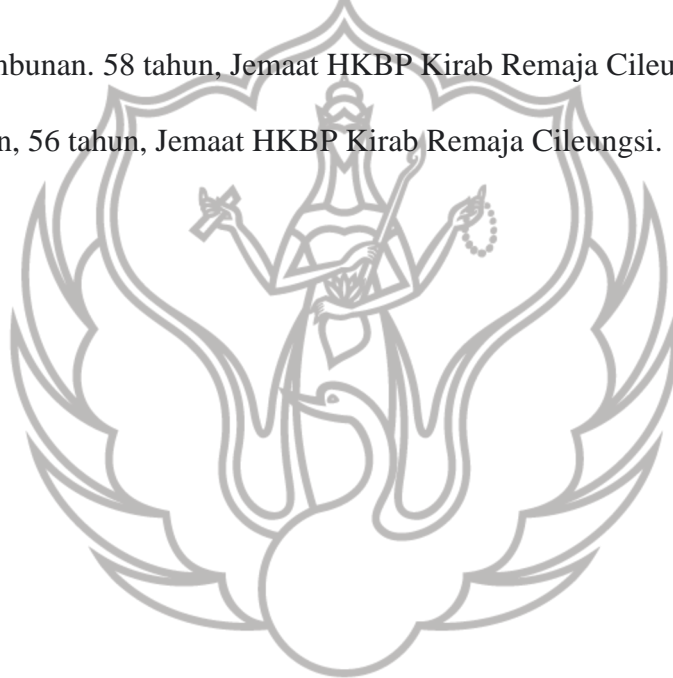 nbunan. 58 tahun, Jemaat HKBP Kirab Remaja Cileu
n, 56 tahun, Jemaat HKBP Kirab Remaja Cileungsi.